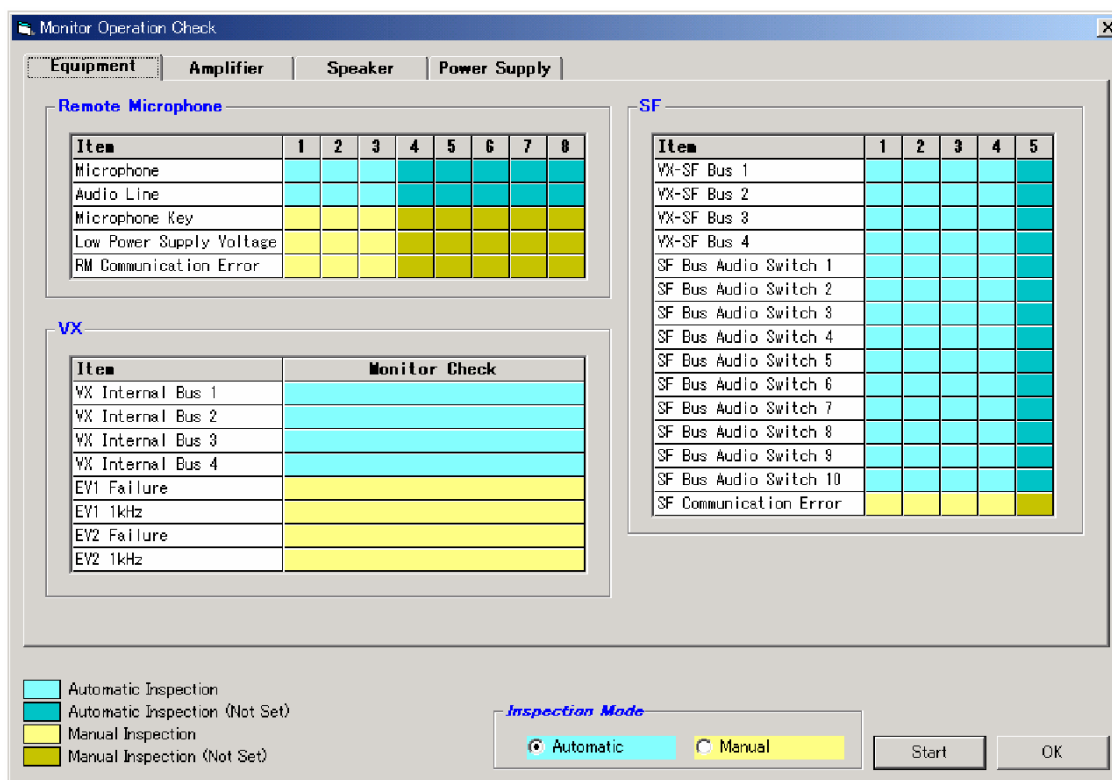 Monitor Operation Check
Equipment Amplifier Speaker Power Supply
Remote Microphone
Item 1 2 3 4 5 6 7 8
Microphone
Audio Line
Microphone Key
Low Power Supply Voltage
RM Communication Error
VX
Item Monitor Check
VX Internal Bus 1
VX Internal Bus 2
VX Internal Bus 3
VX Internal Bus 4
EV1 Failure
EV1 1kHz
EV2 Failure
EV2 1kHz
SF
Item 1 2 3 4 5
VX-SF Bus 1
VX-SF Bus 2
VX-SF Bus 3
VX-SF Bus 4
SF Bus Audio Switch 1
SF Bus Audio Switch 2
SF Bus Audio Switch 3
SF Bus Audio Switch 4
SF Bus Audio Switch 5
SF Bus Audio Switch 6
SF Bus Audio Switch 7
SF Bus Audio Switch 8
SF Bus Audio Switch 9
SF Bus Audio Switch 10
SF Communication Error
Automatic Inspection
Automatic Inspection (Not Set)
Manual Inspection
Manual Inspection (Not Set)
Inspection Mode
Automatic Manual
Start OK